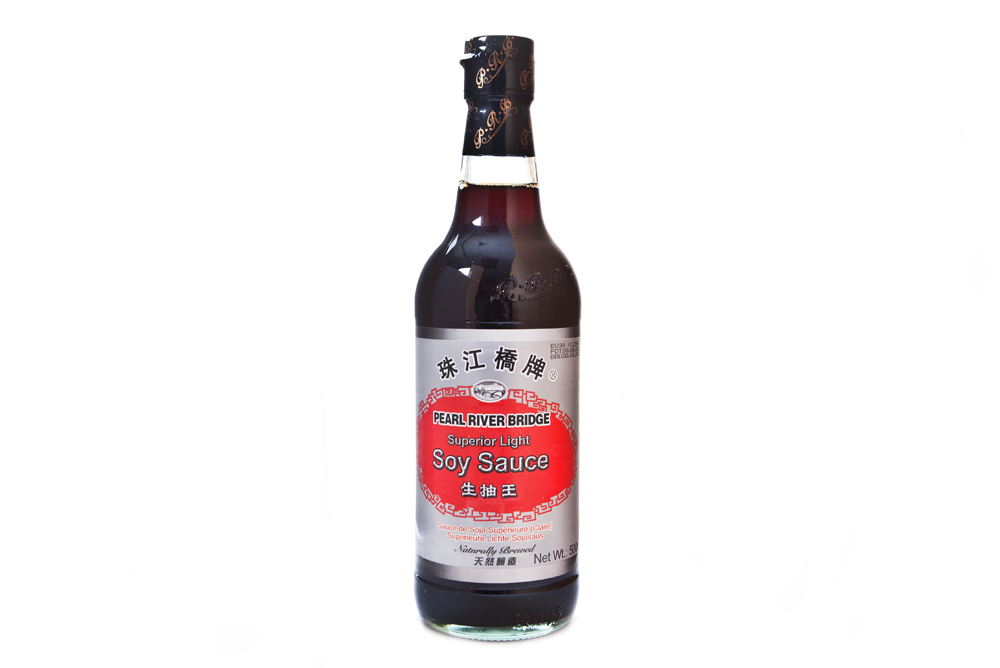 P.R.B
P.R.B
P.R.B
珠江橋牌®
PEARL RIVER BRIDGE
Superior Light
Soy Sauce
生抽王
de Soja Supérieure (Claire)
Superieure Lichte Sojasaus
Naturally Brewed
天然釀造
Net Wt.: